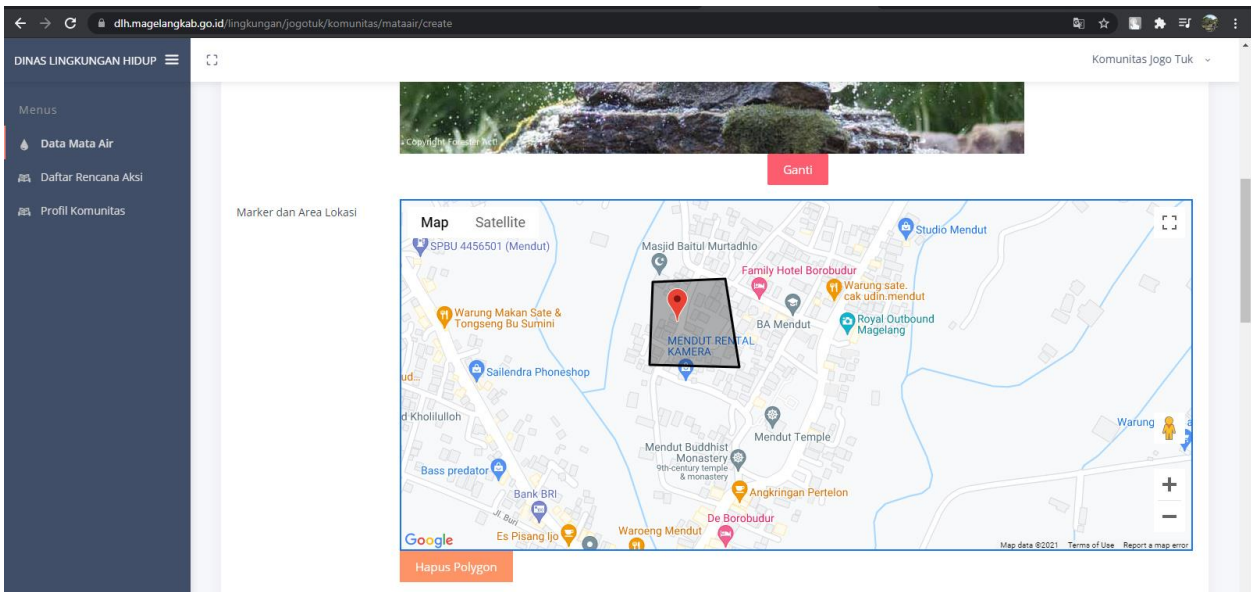 dlh.magelangkab.go.id/lingkungan/jogotuk/komunitas/mataair/create
DINAS LINGKUNGAN HIDUP
Komunitas Jogo Tuk
Menus
Data Mata Air
Daftar Rencana Aksi
Profil Komunitas
Ganti
Marker dan Area Lokasi
Map
Satellite
SPBU 4456501 (Mendut)
Masjid Baitul Murtadhlo
Studio Mendut
Family Hotel Borobudur
Warung sate.
cak udin.mendut
Warung Makan Sate &
Tongseng Bu Sumini
BA Mendut
Royal Outbound
Magelang
MENDUT RENTAL
KAMERA
Sailendra Phoneshop
ud...
d Kholilulloh
Mendut Temple
Warung
Mendut Buddhist
Monastery
9th-century temple
& monastery
Bass predator
Angkringan Pertelon
Bank BRI
De Borobudur
Waroeng Mendut
Es Pisang Ijo
Google
Map data ©2021
Terms of Use
Report a map error
Hapus Polygon